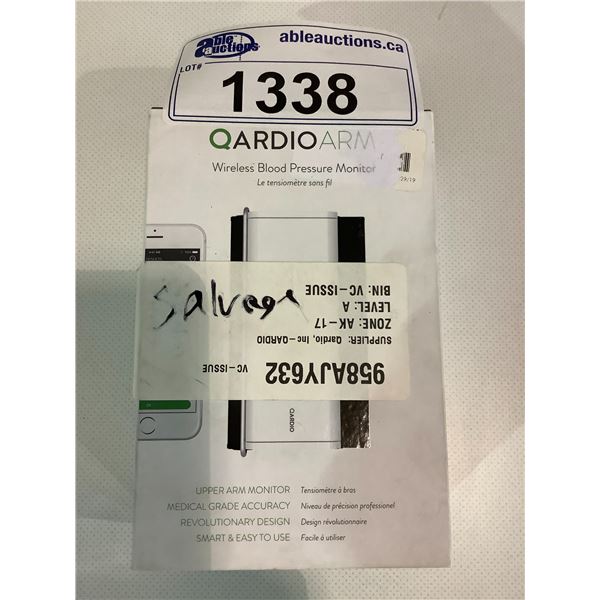 able auctions
ableauctions.ca
LOT#
1338
QARDIOARM
Wireless Blood Pressure Monitor
Le tensiomètre sans fil
29/19
Salvage
BIN: VC-ISSUE
LEVEL: A
ZONE: AK-17
SUPPLIER: Qardio, Inc-QARDIO
VC-ISSUE
958AJY632
QARDIO
UPPER ARM MONITOR Tensiomètre à bras
MEDICAL GRADE ACCURACY Niveau de précision professionel
REVOLUTIONARY DESIGN Design révolutionnaire
SMART & EASY TO USE Facile à utiliser